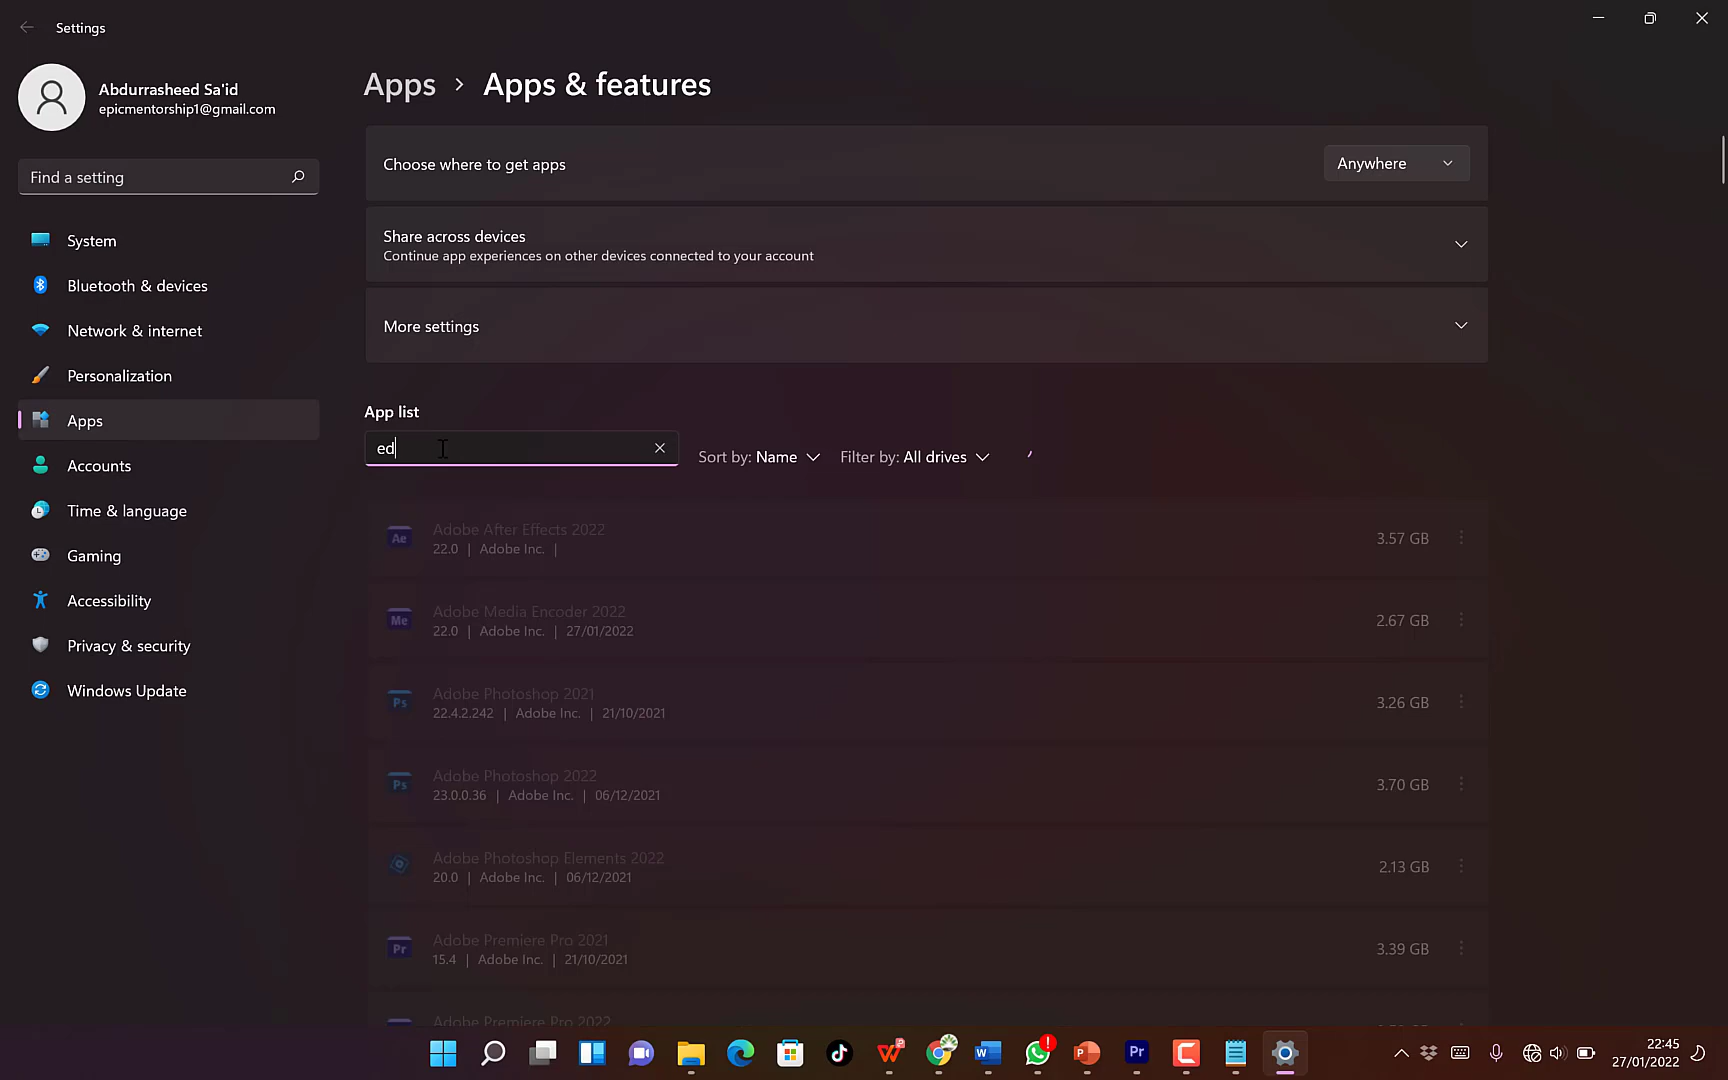 Settings
Abdurrasheed Sa'id
epicmentorship1@gmail.com
Find a setting
System
Bluetooth & devices
Network & internet
Personalization
Apps
Accounts
Time & language
Gaming
Accessibility
Privacy & security
Windows Update
Apps > Apps & features
Choose where to get apps
Anywhere
Share across devices
Continue app experiences on other devices connected to your account
More settings
App list
ed
Sort by: Name
Filter by: All drives
Ae
Adobe After Effects 2022
22.0 | Adobe Inc. |
3.57 GB
Me
Adobe Media Encoder 2022
22.0 | Adobe Inc. | 27/01/2022
2.67 GB
Ps
Adobe Photoshop 2021
22.4.2.242 | Adobe Inc. | 21/10/2021
3.26 GB
Ps
Adobe Photoshop 2022
23.0.0.36 | Adobe Inc. | 06/12/2021
3.70 GB
Adobe Photoshop Elements 2022
20.0 | Adobe Inc. | 06/12/2021
2.13 GB
Pr
Adobe Premiere Pro 2021
15.4 | Adobe Inc. | 21/10/2021
3.39 GB
Adobe Premiere Pro 2022
Pr
22:45
27/01/2022